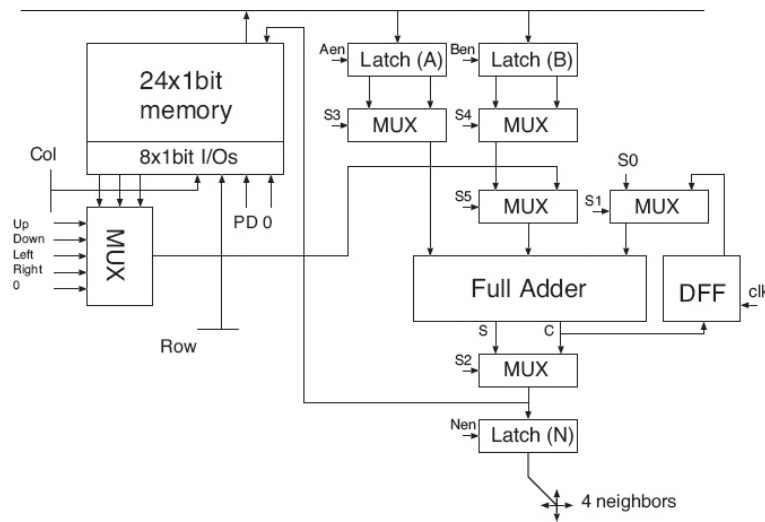 Aen
Latch (A)
Ben
Latch (B)
24x1bit
memory
S3
MUX
S4
MUX
8x1bit I/Os
Col
S0
S5
MUX
S1
MUX
PD 0
Up
Down
Left
Right
0
MUX
Full Adder
DFF
clk
Row
S
C
S2
MUX
Nen
Latch (N)
4 neighbors